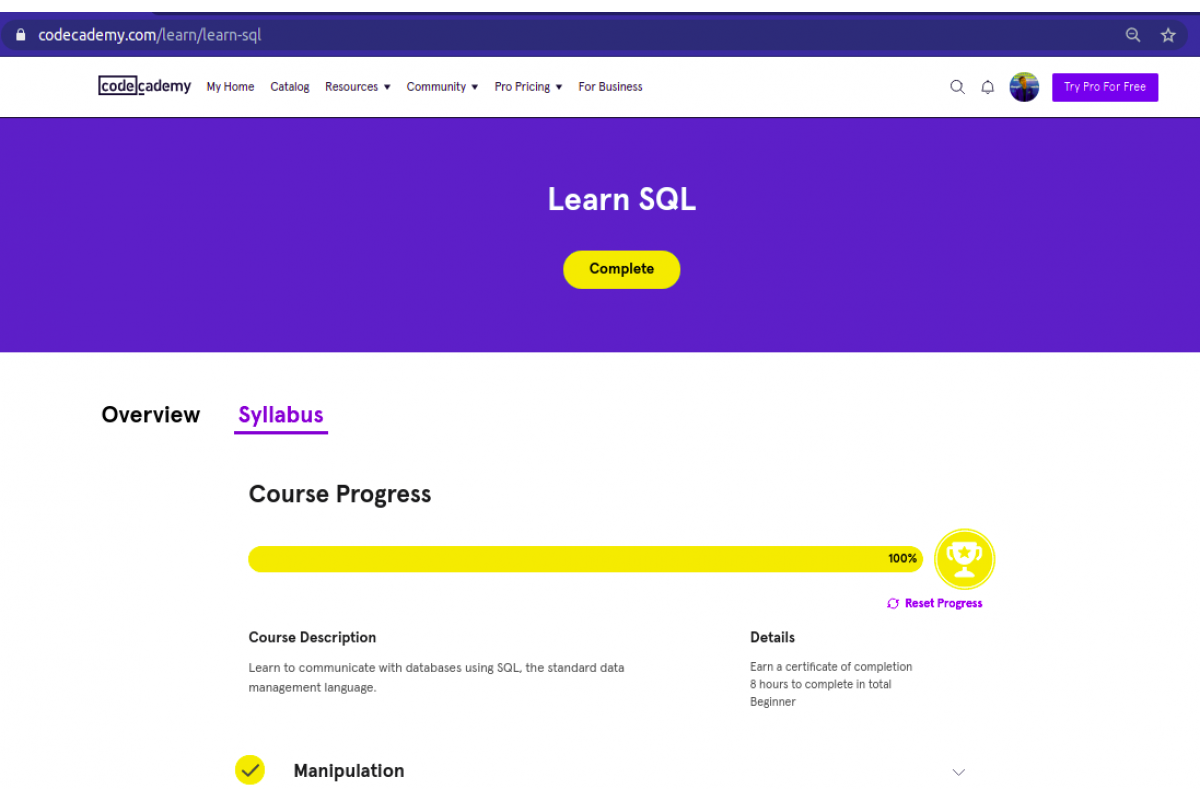 codecademy.com/learn/learn-sql
codecademy My Home Catalog Resources Community Pro Pricing For Business Try Pro For Free
Learn SQL
Complete
Overview Syllabus
Course Progress
100%
Reset Progress
Course Description Details
Learn to communicate with databases using SQL, the standard data
management language.
Earn a certificate of completion
8 hours to complete in total
Beginner
Manipulation